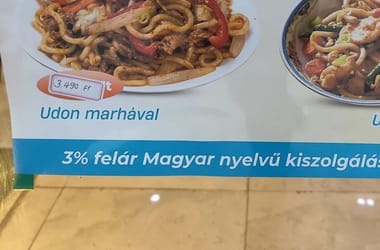 3.490 Ft
Udon marhával
3% felár Magyar nyelvű kiszolgálás